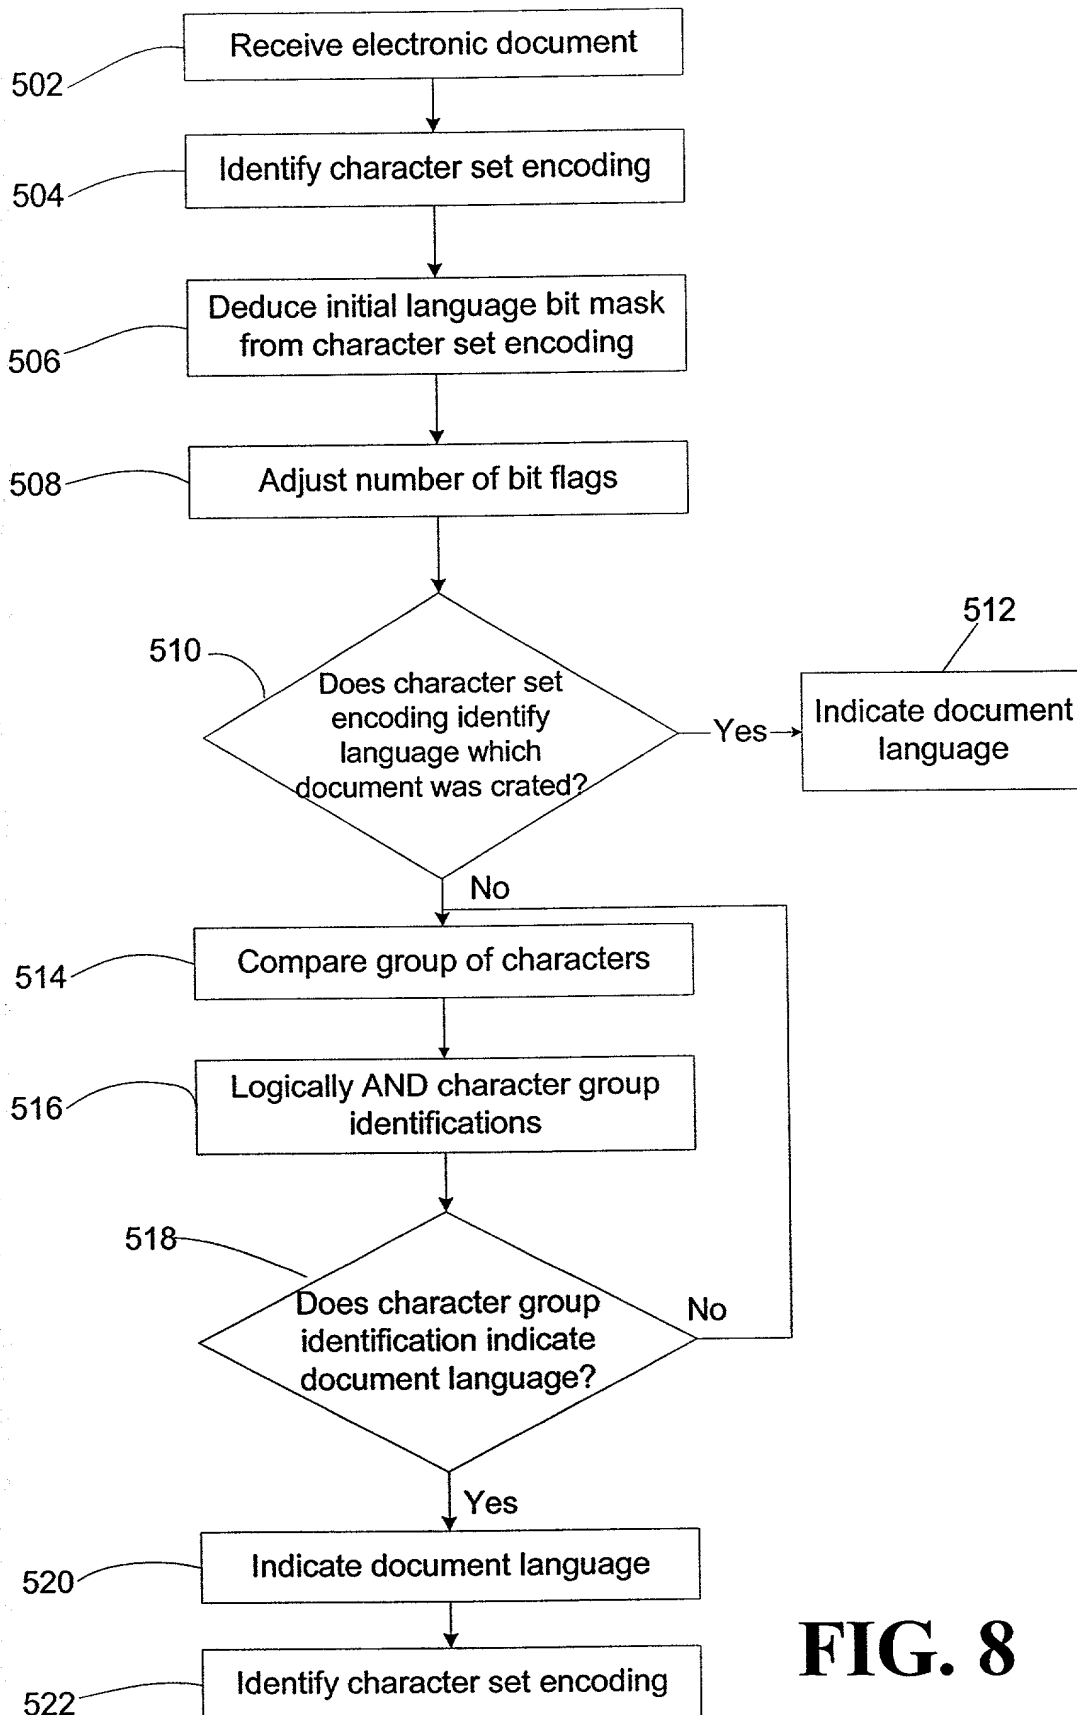 Receive electronic document
502
Identify character set encoding
504
Deduce initial language bit mask
from character set encoding
506
Adjust number of bit flags
508
510
Does character set
encoding identify
language which
document was crated?
Yes
512
Indicate document
language
No
Compare group of characters
514
Logically AND character group
identifications
516
518
Does character group
identification indicate
document language?
No
Yes
Indicate document language
520
Identify character set encoding
522
FIG. 8